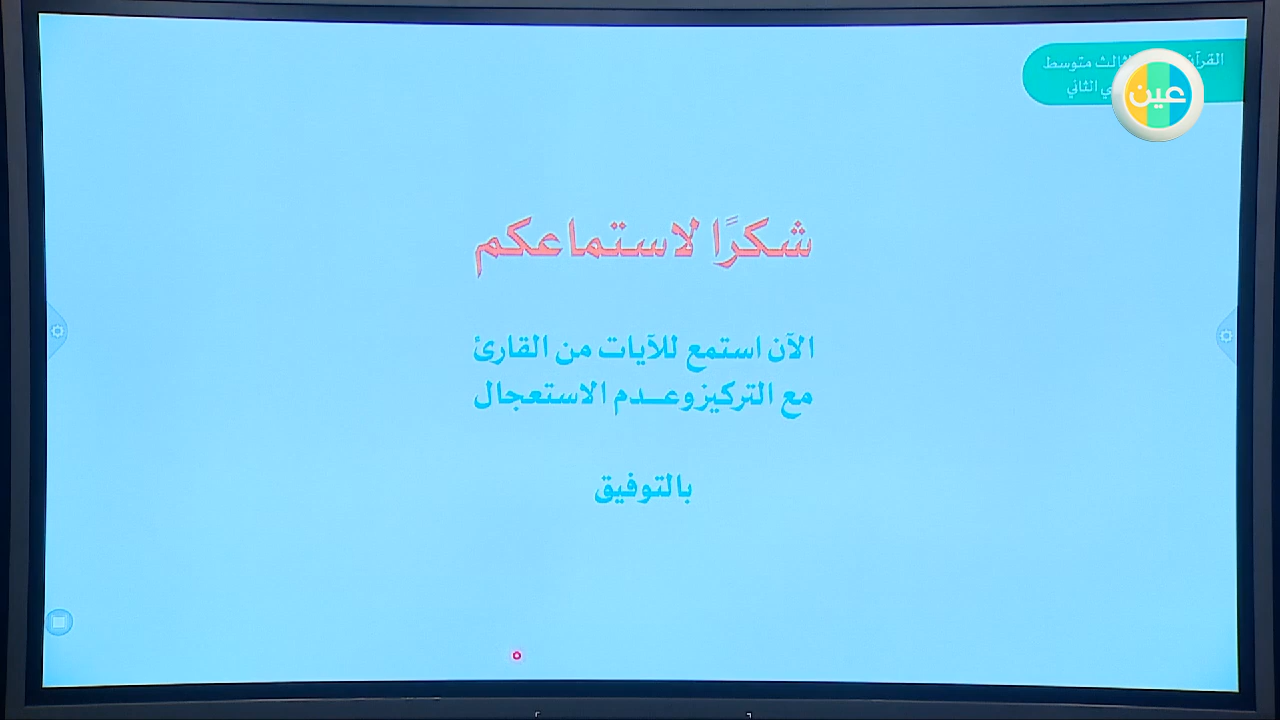 الثالث متوسط
الثاني
عين
شكرًا لاستماعكم
الآن استمع للآيات من القارئ
مع التركيز وعدم الاستعجال
بالتوفيق